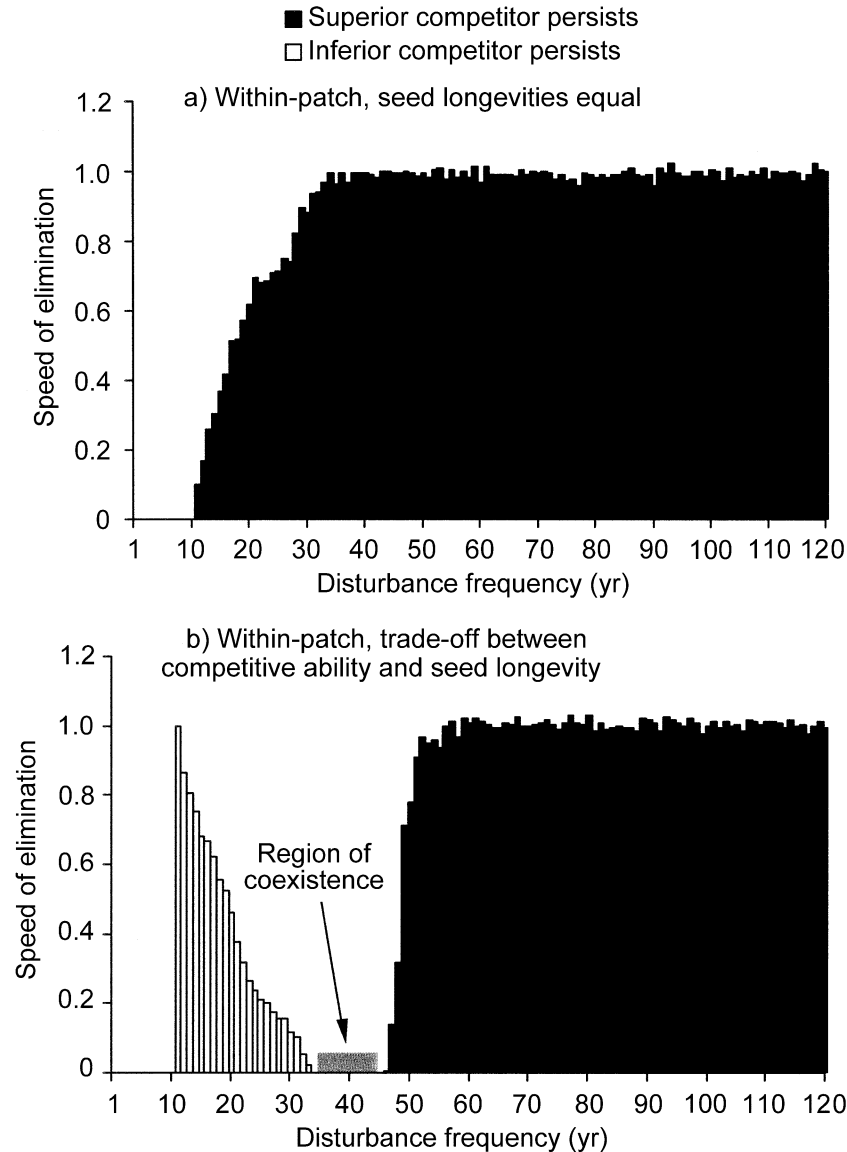 Superior competitor persists
Inferior competitor persists
a) Within-patch, seed longevities equal
1.2
1.0
0.8
0.6
0.4
0.2
0
Speed of elimination
1 10 20 30 40 50 60 70 80 90 100 110 120
Disturbance frequency (yr)
b) Within-patch, trade-off between
competitive ability and seed longevity
1.2
1.0
0.8
0.6
0.4
0.2
0
Speed of elimination
Region of
coexistence
1 10 20 30 40 50 60 70 80 90 100 110 120
Disturbance frequency (yr)